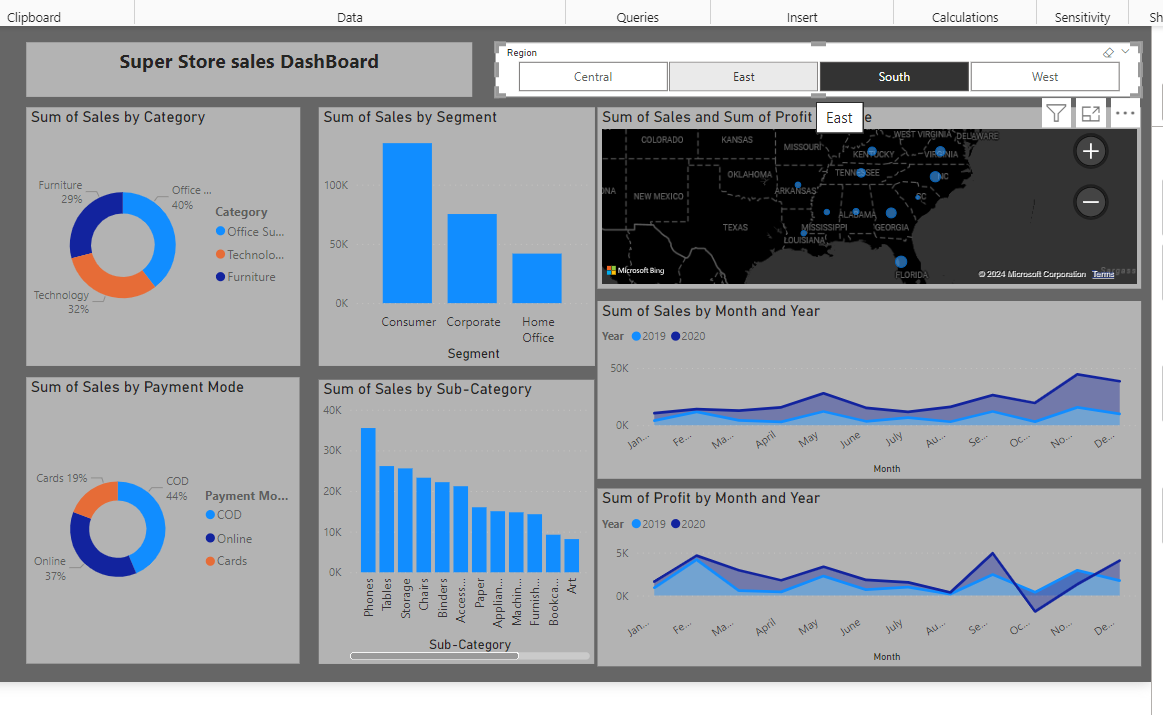 Clipboard
Data
Queries
Insert
Calculations
Sensitivity
Sh
Super Store sales DashBoard
Region
Central
East
South
West
East
Sum of Sales by Category
Furniture
29%
Office ...
40%
Technology
32%
Category
Office Su...
Technolo...
Furniture
Sum of Sales by Segment
100K
50K
0K
Consumer
Corporate
Home
Office
Segment
Sum of Sales and Sum of Profit
e
COLORADO
KANSAS
MISSOURI
WEST VIRGINIA
DELAWARE
KENTUCKY
VIRGINIA
OKLAHOMA
TENNESSEE
NC
NA
NEW MEXICO
ARKANSAS
SC
ALABAMA
TEXAS
MISSISSIPPI
GEORGIA
LOUISIANA
FLORIDA
Microsoft Bing
© 2024 Microsoft Corporation
Terms
Sum of Sales by Month and Year
Year 2019 2020
50K
0K
Jan...
Fe...
Ma...
April
May
June
July
Au...
Se...
Oc...
No...
De...
Month
Sum of Sales by Payment Mode
Cards 19%
COD
44%
Online
37%
Payment Mo...
COD
Online
Cards
Sum of Sales by Sub-Category
40K
30K
20K
10K
0K
Phones
Tables
Storage
Chairs
Binders
Access...
Paper
Applian...
Machin...
Furnish...
Bookca...
Art
Sub-Category
Sum of Profit by Month and Year
Year 2019 2020
5K
0K
Jan...
Fe...
Ma...
April
May
June
July
Au...
Se...
Oc...
No...
De...
Month